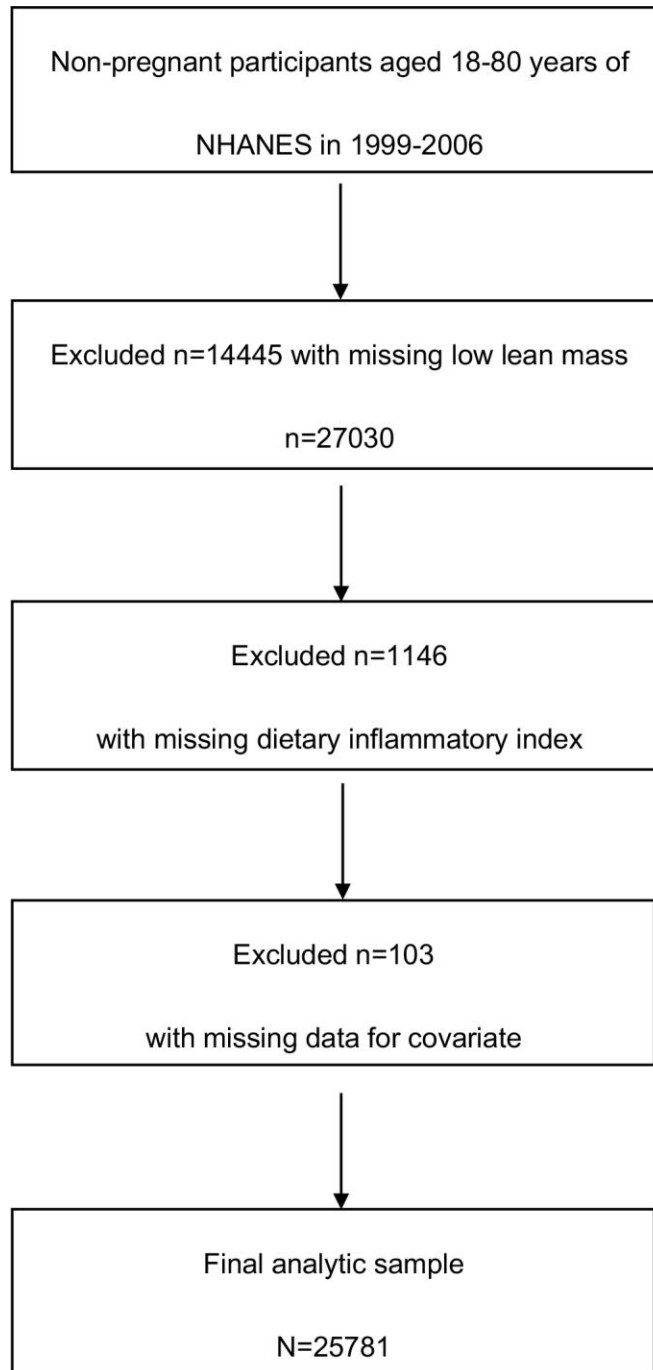 Non-pregnant participants aged 18-80 years of
NHANES in 1999-2006
Excluded n=14445 with missing low lean mass
n=27030
Excluded n=1146
with missing dietary inflammatory index
Excluded n=103
with missing data for covariate
Final analytic sample
N=25781